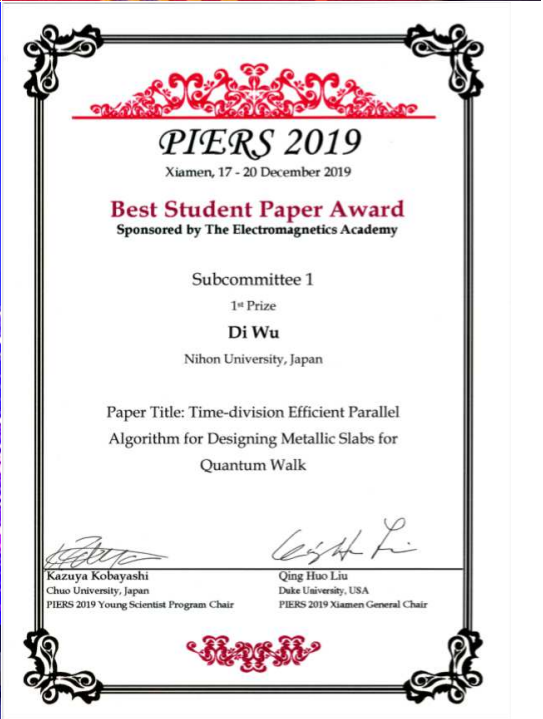 PIERS 2019
Xiamen, 17 - 20 December 2019
Best Student Paper Award
Sponsored by The Electromagnetics Academy
Subcommittee 1
1st Prize
Di Wu
Nihon University, Japan
Paper Title: Time-division Efficient Parallel
Algorithm for Designing Metallic Slabs for
Quantum Walk
Kazuya Kobayashi
Chuo University, Japan
PIERS 2019 Young Scientist Program Chair
Qing Huo Liu
Duke University, USA
PIERS 2019 Xiamen General Chair